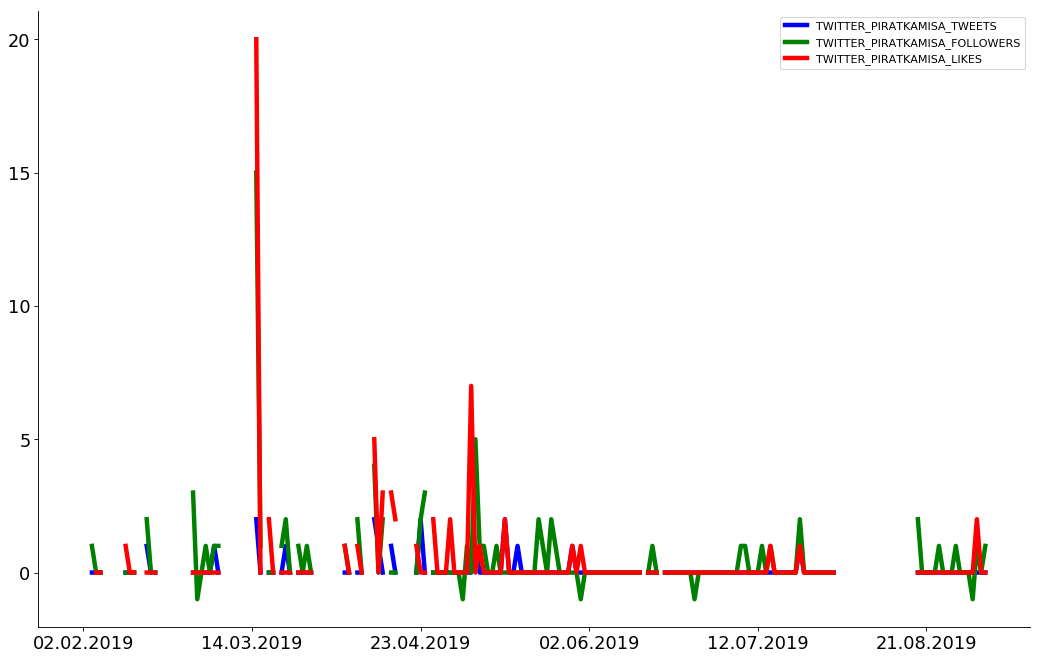 TWITTER_PIRATKAMISA_TWEETS
TWITTER_PIRATKAMISA_FOLLOWERS
TWITTER_PIRATKAMISA_LIKES
20
15
10
5
0
02.02.2019 14.03.2019 23.04.2019 02.06.2019 12.07.2019 21.08.2019